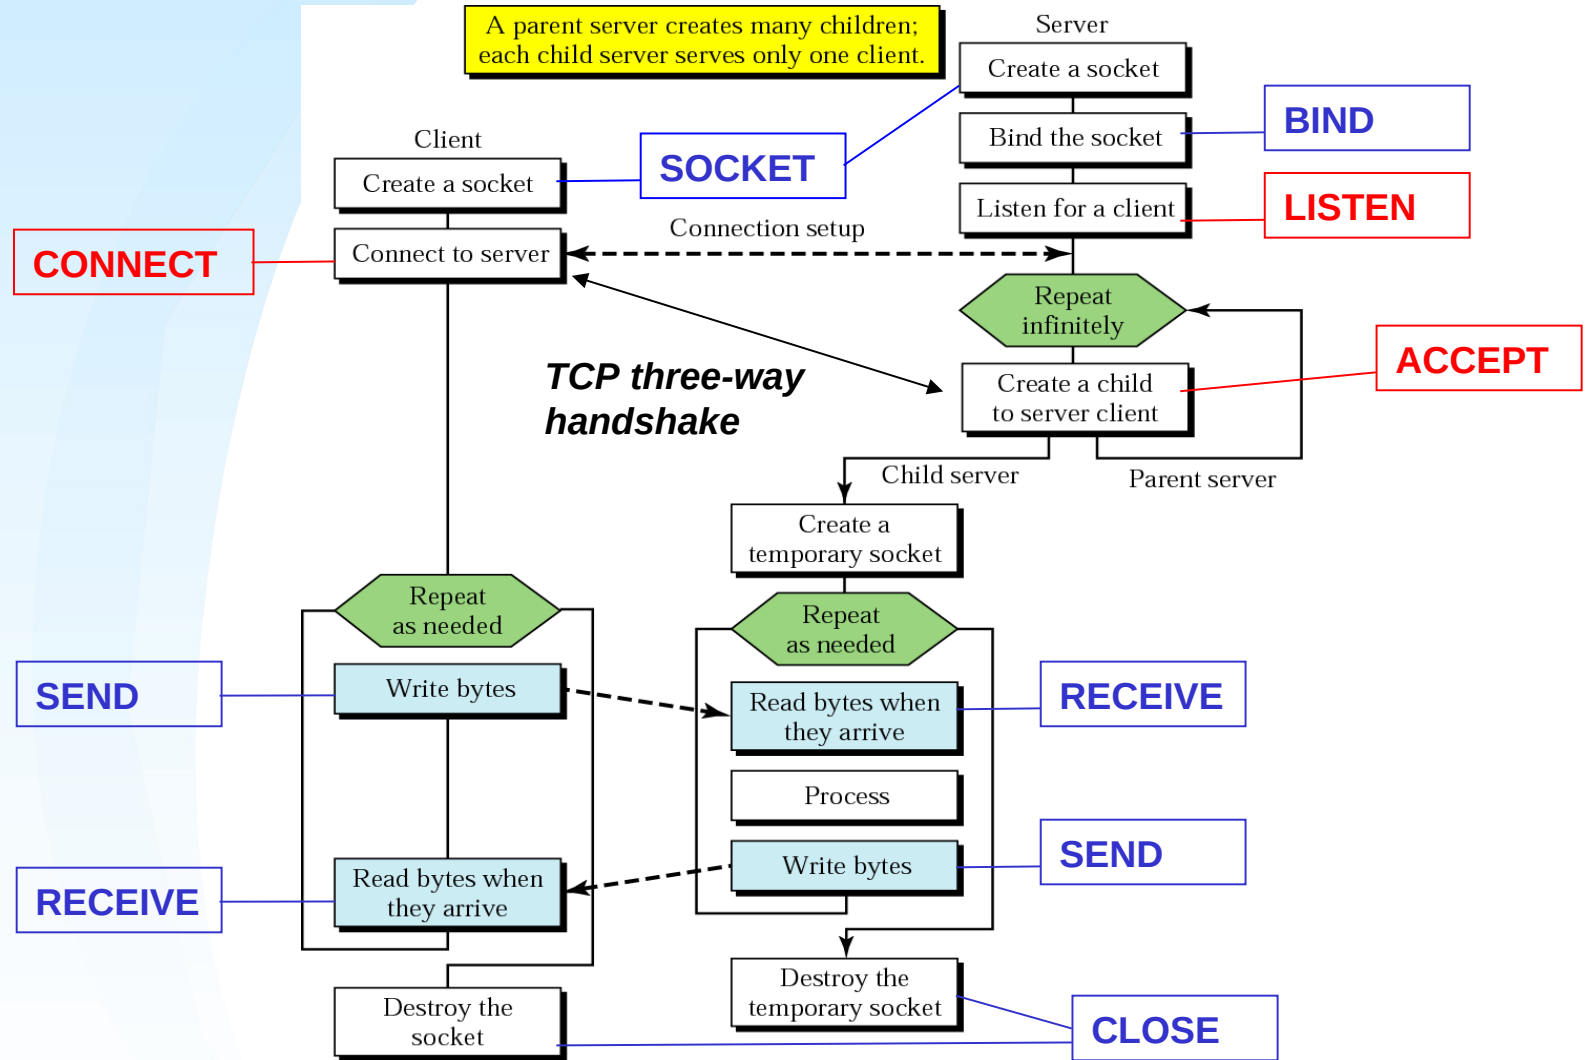 A parent server creates many children;
each child server serves only one client.
Server
Create a socket
BIND
Bind the socket
Client
SOCKET
Create a socket
LISTEN
Listen for a client
Connection setup
CONNECT
Connect to server
Repeat
infinitely
ACCEPT
TCP three-way
handshake
Create a child
to server client
Child server
Parent server
Create a
temporary socket
Repeat
as needed
Repeat
as needed
SEND
Write bytes
Read bytes when
they arrive
RECEIVE
Process
SEND
Write bytes
RECEIVE
Read bytes when
they arrive
Destroy the
temporary socket
Destroy the
socket
CLOSE